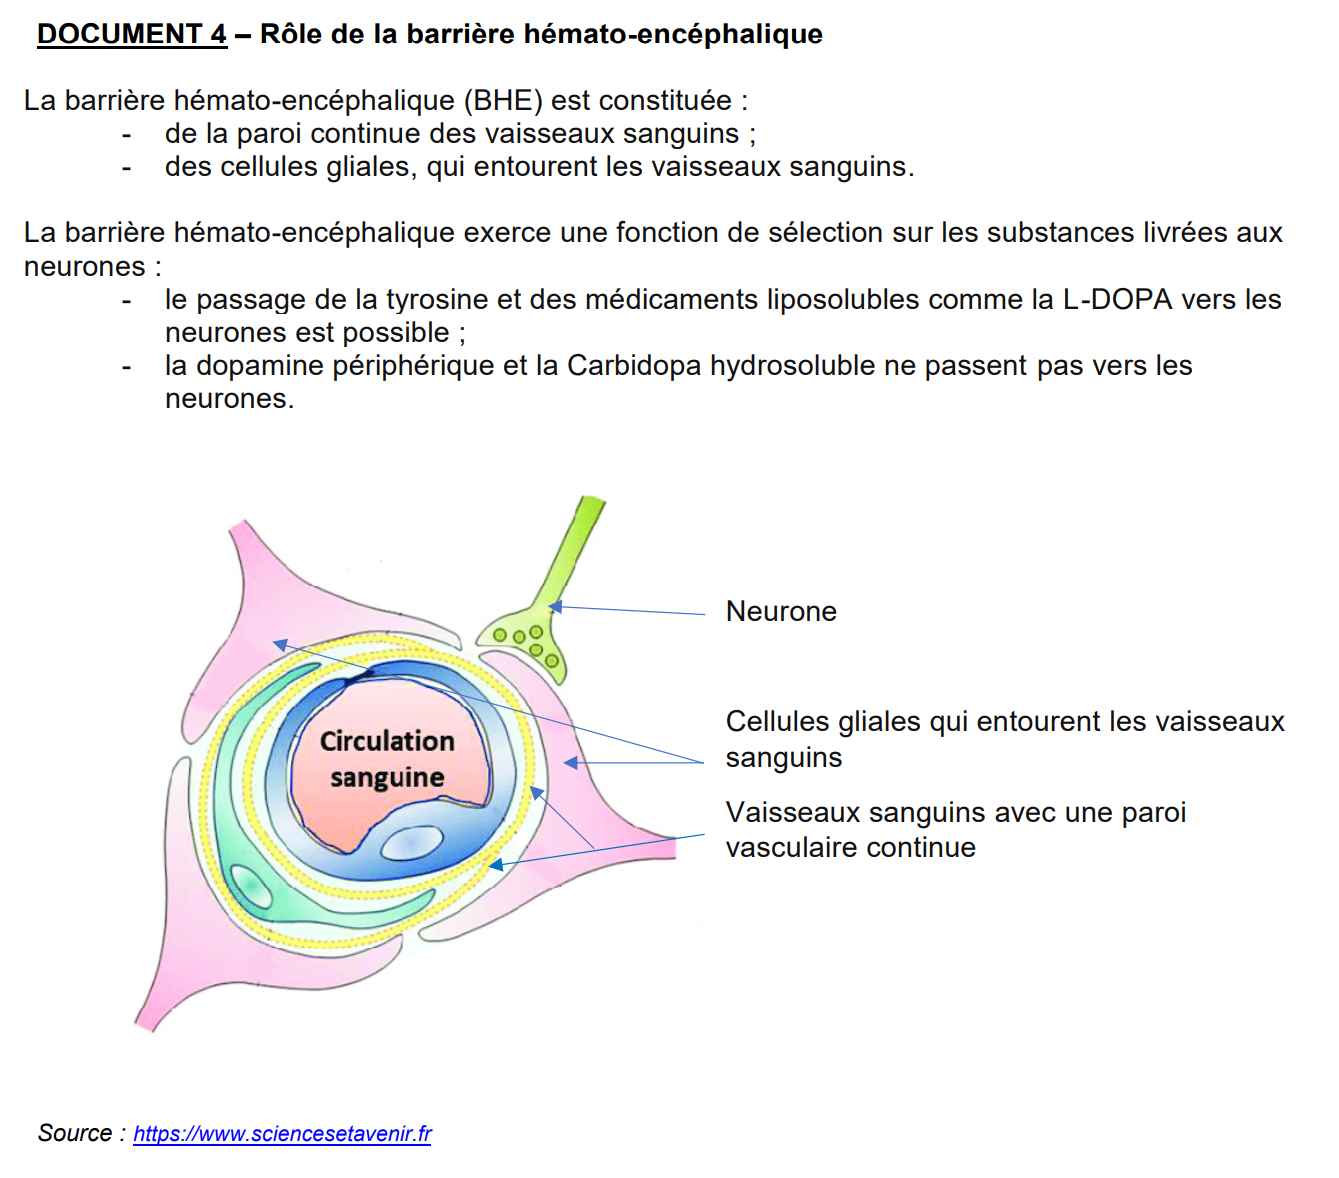 DOCUMENT 4 – Rôle de la barrière hémato-encéphalique
La barrière hémato-encéphalique (BHE) est constituée :
- de la paroi continue des vaisseaux sanguins ;
- des cellules gliales, qui entourent les vaisseaux sanguins.
La barrière hémato-encéphalique exerce une fonction de sélection sur les substances livrées aux
neurones :
- le passage de la tyrosine et des médicaments liposolubles comme la L-DOPA vers les
neurones est possible ;
- la dopamine périphérique et la Carbidopa hydrosoluble ne passent pas vers les
neurones.
Neurone
Cellules gliales qui entourent les vaisseaux
sanguins
Circulation
sanguine
Vaisseaux sanguins avec une paroi
vasculaire continue
Source : https://www.sciencesetavenir.fr